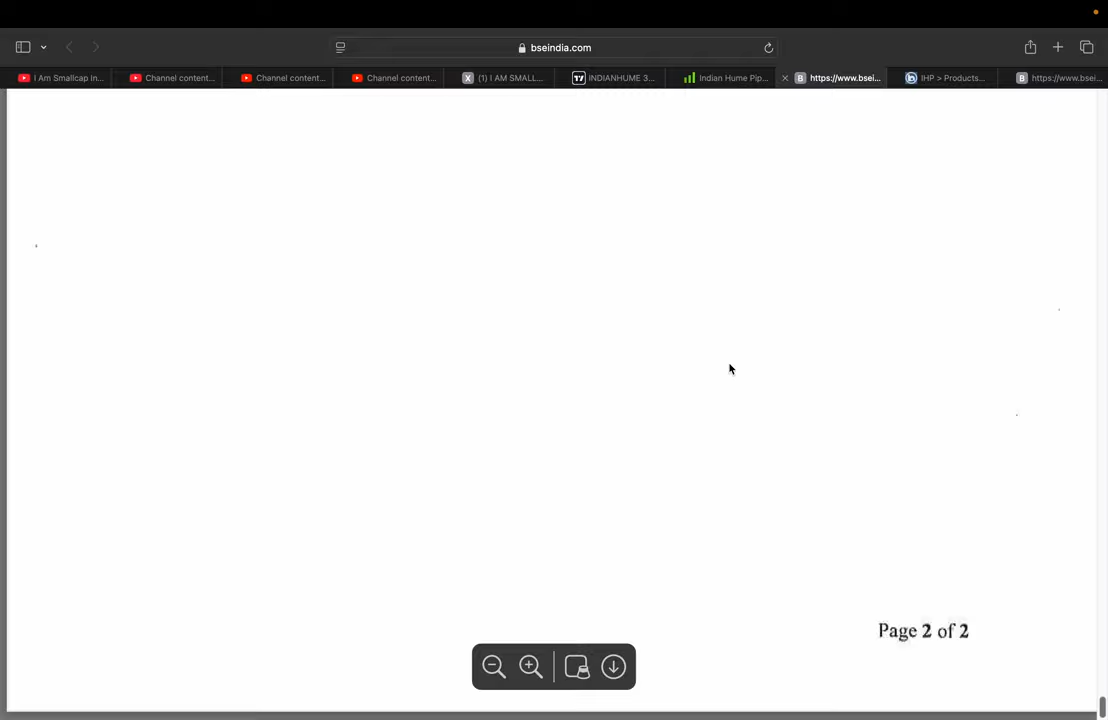 bseindia.com
I Am Smallcap In...
Channel content...
Channel content...
Channel content...
(1) I AM SMALL...
INDIANHUME 3...
Indian Hume Pip...
https://www.bsei...
IHP > Products...
https://www.bsei...
Page 2 of 2